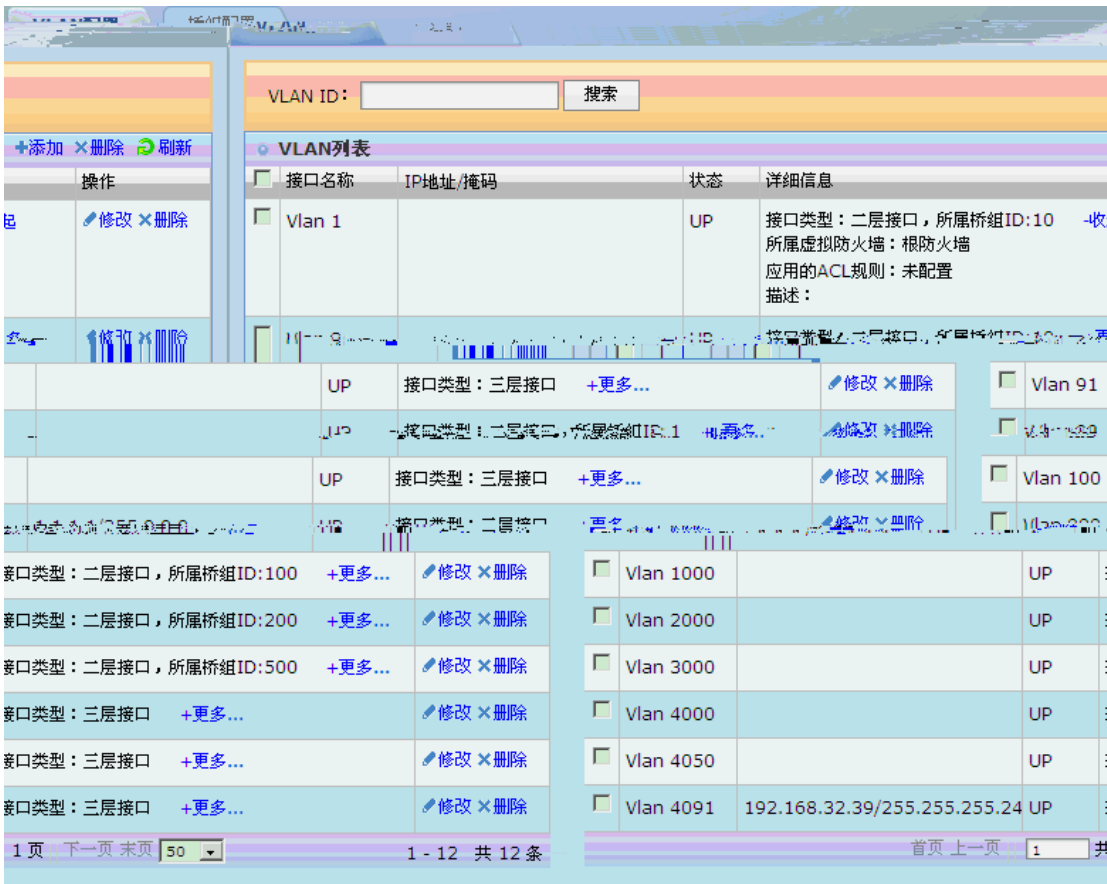 VLAN ID：
搜索
添加 删除 刷新
VLAN列表
操作
接口名称 IP地址/掩码 状态 详细信息
起 修改 删除
Vlan 1 UP 接口类型：二层接口，所属桥组ID:10 -收
所属虚拟防火墙：根防火墙
应用的ACL规则：未配置
描述：
修改 删除
UP 接口类型：三层接口 +更多... 修改 删除 Vlan 91
UP 修改 删除
UP 接口类型：三层接口 +更多... 修改 删除 Vlan 100
接口类型：二层接口，所属桥组ID:100 +更多... 修改 删除 Vlan 1000 UP
接口类型：二层接口，所属桥组ID:200 +更多... 修改 删除 Vlan 2000 UP
接口类型：二层接口，所属桥组ID:500 +更多... 修改 删除 Vlan 3000 UP
接口类型：三层接口 +更多... 修改 删除 Vlan 4000 UP
接口类型：三层接口 +更多... 修改 删除 Vlan 4050 UP
接口类型：三层接口 +更多... 修改 删除 Vlan 4091 192.168.32.39/255.255.255.24 UP
1 页 下一页 末页 50 1 - 12 共 12 条 首页 上一页 1 共